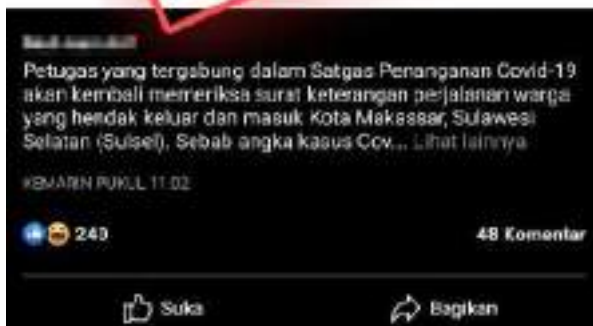 Petugas yang tergabung dalam Satgas Penanganan Covid-19
akan kembali memeriksa surat keterangan perjalanan warga
yang hendak keluar dan masuk Kota Makassar, Sulawesi
Selatan (Sulsel), Sebab angka kasus Cov... Lihat lainnya
KEMARIN PUKUL 11.02
240
48 Komentar
Suka
Bagikan